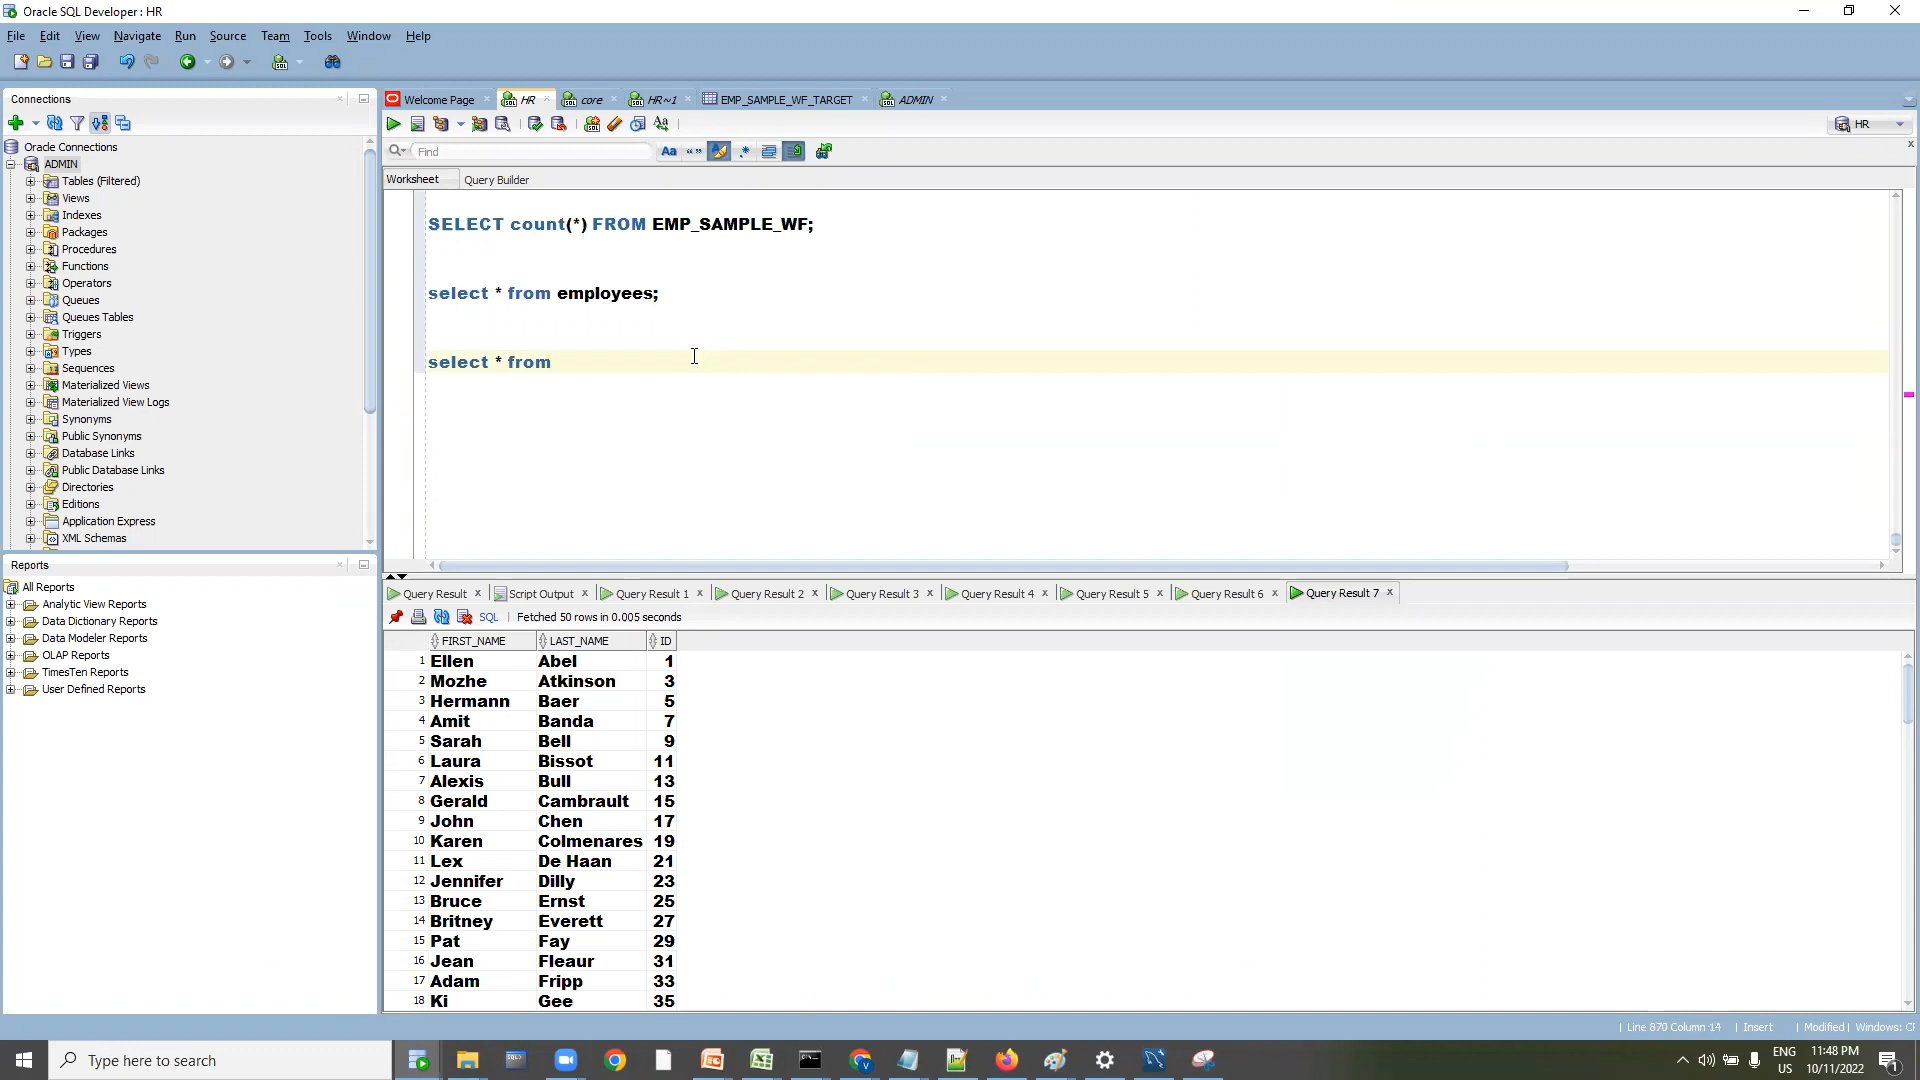 Oracle SQL Developer : HR
File Edit View Navigate Run Source Team Tools Window Help
Connections
Welcome Page HR core HR~1 EMP_SAMPLE_WF_TARGET ADMIN
HR
Find
Worksheet Query Builder
Oracle Connections
ADMIN
Tables (Filtered)
Views
Indexes
Packages
Procedures
Functions
Operators
Queues
Queues Tables
Triggers
Types
Sequences
Materialized Views
Materialized View Logs
Synonyms
Public Synonyms
Database Links
Public Database Links
Directories
Editions
Application Express
XML Schemas
SELECT count(*) FROM EMP_SAMPLE_WF;
select * from employees;
select * from
Reports
All Reports
Analytic View Reports
Data Dictionary Reports
Data Modeler Reports
OLAP Reports
TimesTen Reports
User Defined Reports
Query Result Script Output Query Result 1 Query Result 2 Query Result 3 Query Result 4 Query Result 5 Query Result 6 Query Result 7
SQL Fetched 50 rows in 0.005 seconds
FIRST_NAME LAST_NAME ID
1 Ellen Abel 1
2 Mozhe Atkinson 3
3 Hermann Baer 5
4 Amit Banda 7
5 Sarah Bell 9
6 Laura Bissot 11
7 Alexis Bull 13
8 Gerald Cambrault 15
9 John Chen 17
10 Karen Colmenares 19
11 Lex De Haan 21
12 Jennifer Dilly 23
13 Bruce Ernst 25
14 Britney Everett 27
15 Pat Fay 29
16 Jean Fleaur 31
17 Adam Fripp 33
18 Ki Gee 35
Line 870 Column 14 Insert Modified Windows: CF
Type here to search
ENG US
11:48 PM
10/11/2022